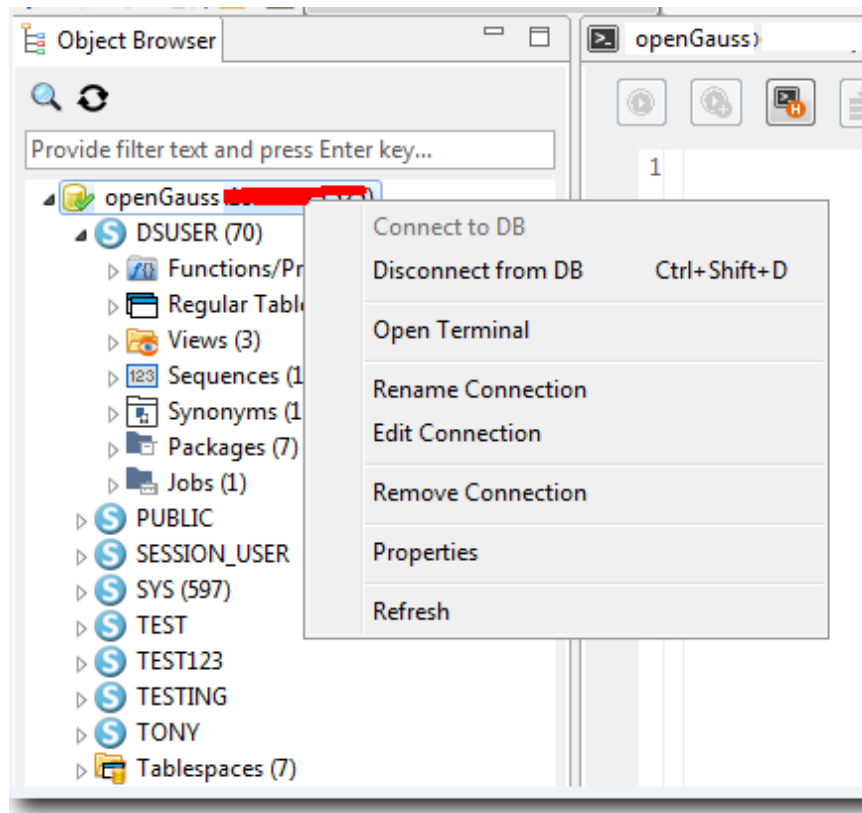 Object Browser
openGauss
Provide filter text and press Enter key...
1
openGauss
DSUSER (70)
Functions/Pr
Regular Tabl
Views (3)
Sequences (1
Synonyms (1
Packages (7)
Jobs (1)
PUBLIC
SESSION_USER
SYS (597)
TEST
TEST123
TESTING
TONY
Tablespaces (7)
Connect to DB
Disconnect from DB Ctrl+Shift+D
Open Terminal
Rename Connection
Edit Connection
Remove Connection
Properties
Refresh